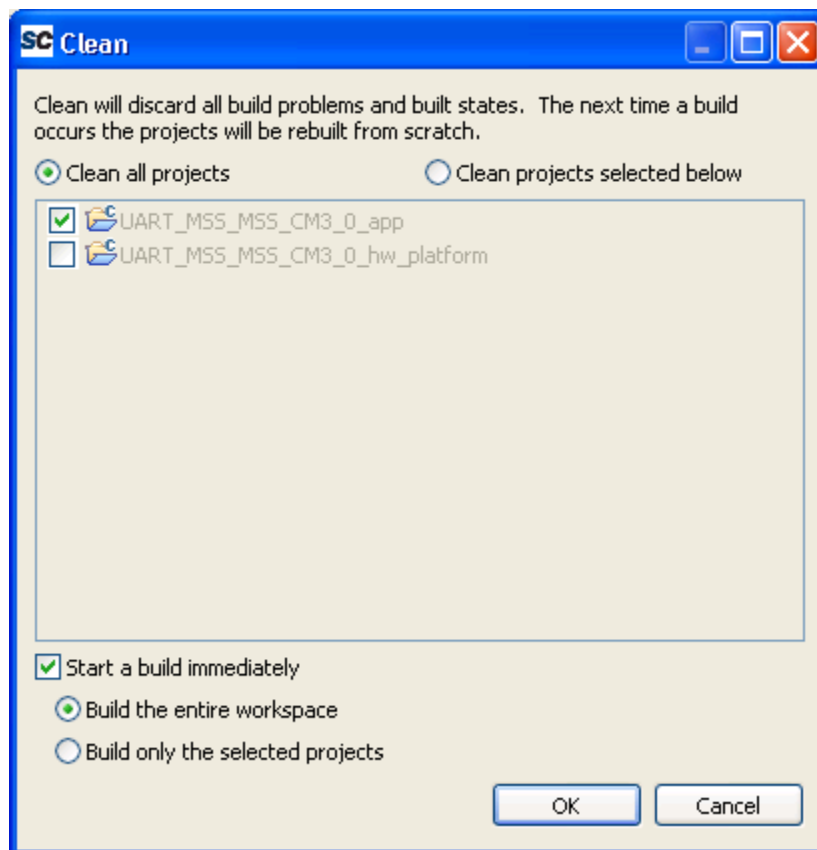 SC Clean
Clean will discard all build problems and built states. The next time a build
occurs the projects will be rebuilt from scratch.
Clean all projects Clean projects selected below
UART_MSS_MSS_CM3_0_app
UART_MSS_MSS_CM3_0_hw_platform
Start a build immediately
Build the entire workspace
Build only the selected projects
OK Cancel